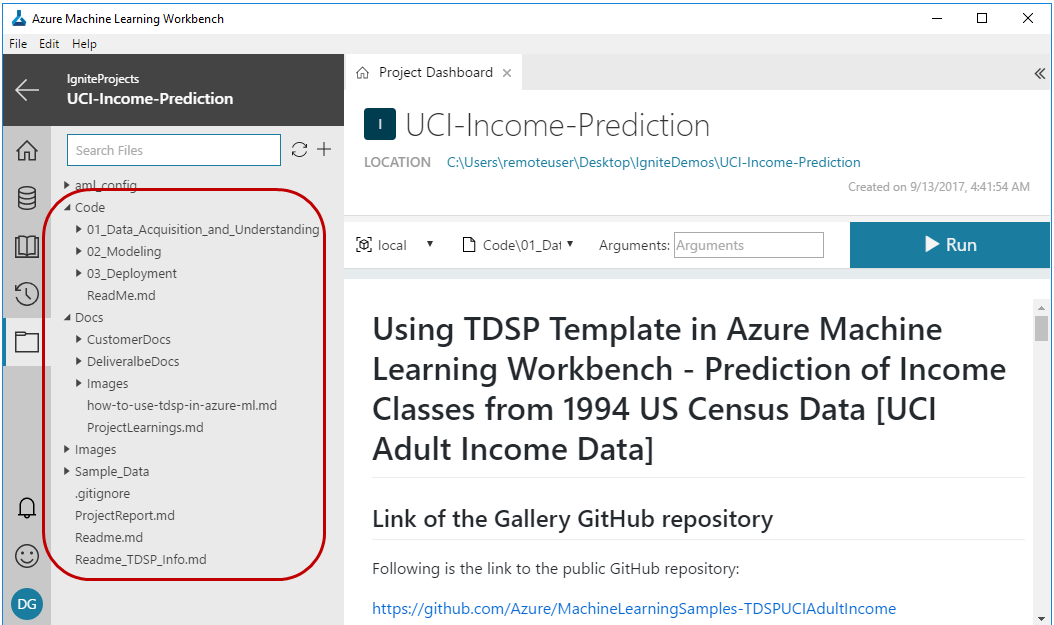 Azure Machine Learning Workbench
File Edit Help
IgniteProjects
UCI-Income-Prediction
Search Files
aml_config
Code
01_Data_Acquisition_and_Understanding
02_Modeling
03_Deployment
ReadMe.md
Docs
CustomerDocs
DeliveralbeDocs
Images
how-to-use-tdsp-in-azure-ml.md
ProjectLearnings.md
Images
Sample_Data
.gitignore
ProjectReport.md
Readme.md
Readme_TDSP_Info.md
DG
Project Dashboard
I UCI-Income-Prediction
LOCATION C:\Users\remoteuser\Desktop\IgniteDemos\UCI-Income-Prediction
Created on 9/13/2017, 4:41:54 AM
local Code\01_Dat Arguments: Arguments Run
Using TDSP Template in Azure Machine
Learning Workbench - Prediction of Income
Classes from 1994 US Census Data [UCI
Adult Income Data]
Link of the Gallery GitHub repository
Following is the link to the public GitHub repository:
https://github.com/Azure/MachineLearningSamples-TDSPUCIAdultIncome